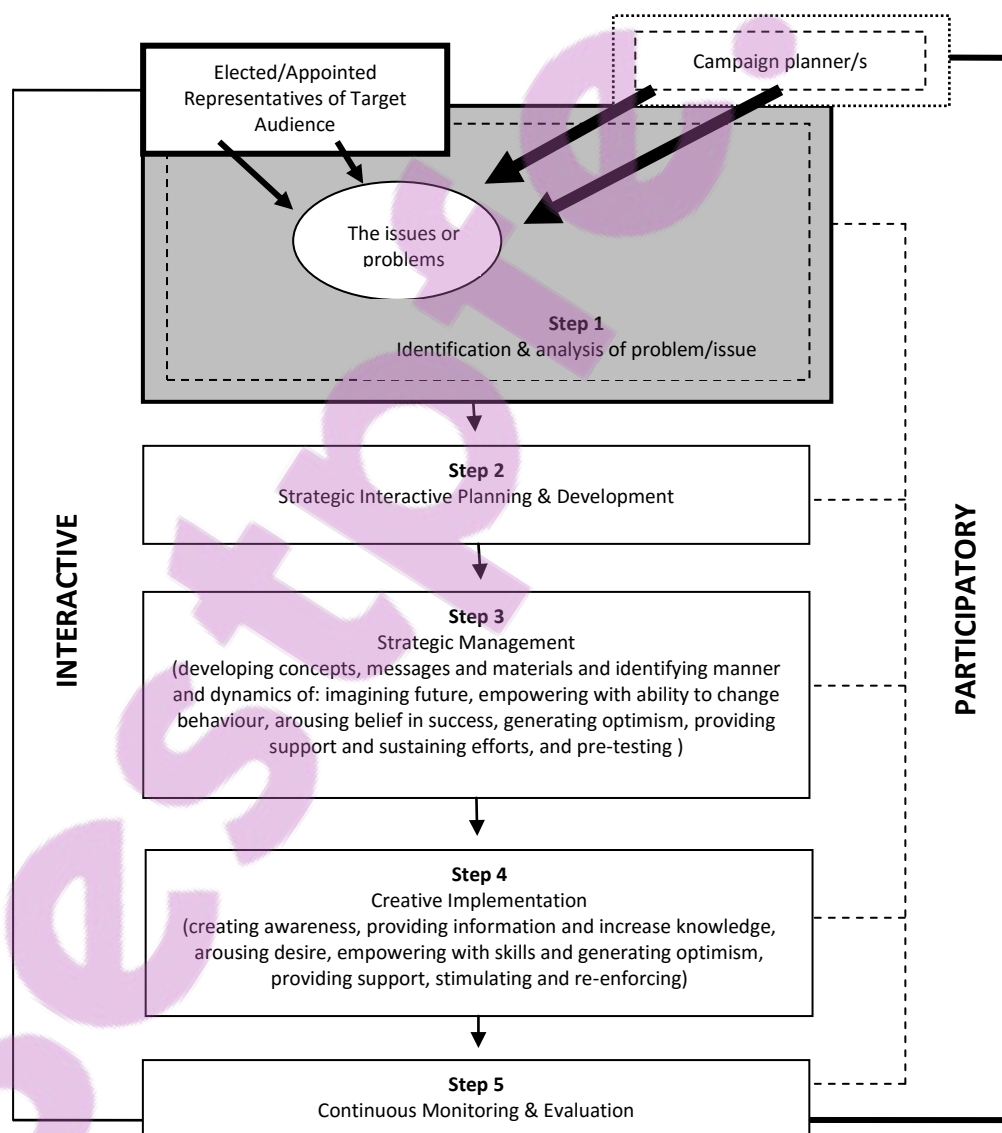 Elected/Appointed
Representatives of Target
Audience
Campaign planner/s
The issues or
problems
Step 1
Identification & analysis of problem/issue
Step 2
Strategic Interactive Planning & Development
INTERACTIVE
PARTICIPATORY
Step 3
Strategic Management
(developing concepts, messages and materials and identifying manner
and dynamics of: imagining future, empowering with ability to change
behaviour, arousing belief in success, generating optimism, providing
support and sustaining efforts, and pre-testing )
Step 4
Creative Implementation
(creating awareness, providing information and increase knowledge,
arousing desire, empowering with skills and generating optimism,
providing support, stimulating and re-enforcing)
Step 5
Continuous Monitoring & Evaluation
bestpfe.